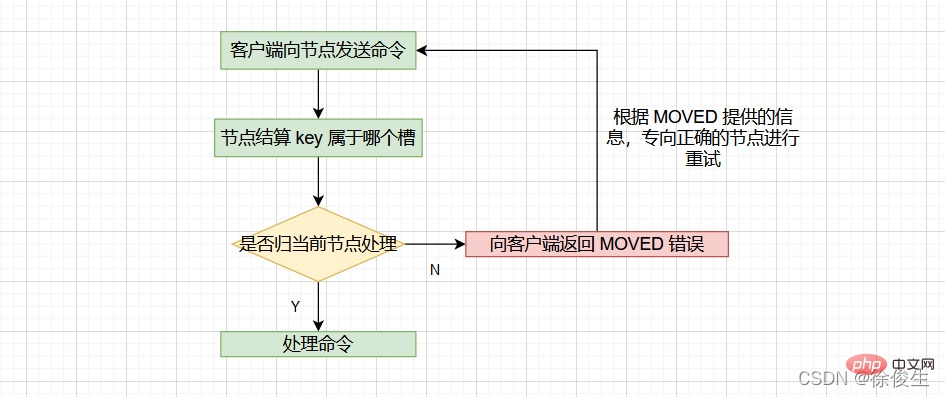 客户端向节点发送命令
节点结算 key 属于哪个槽
根据 MOVED 提供的信
息，专向正确的节点进行
重试
是否归当前节点处理
向客户端返回 MOVED 错误
N
Y
处理命令
php 中文网
CSDN @徐俊生